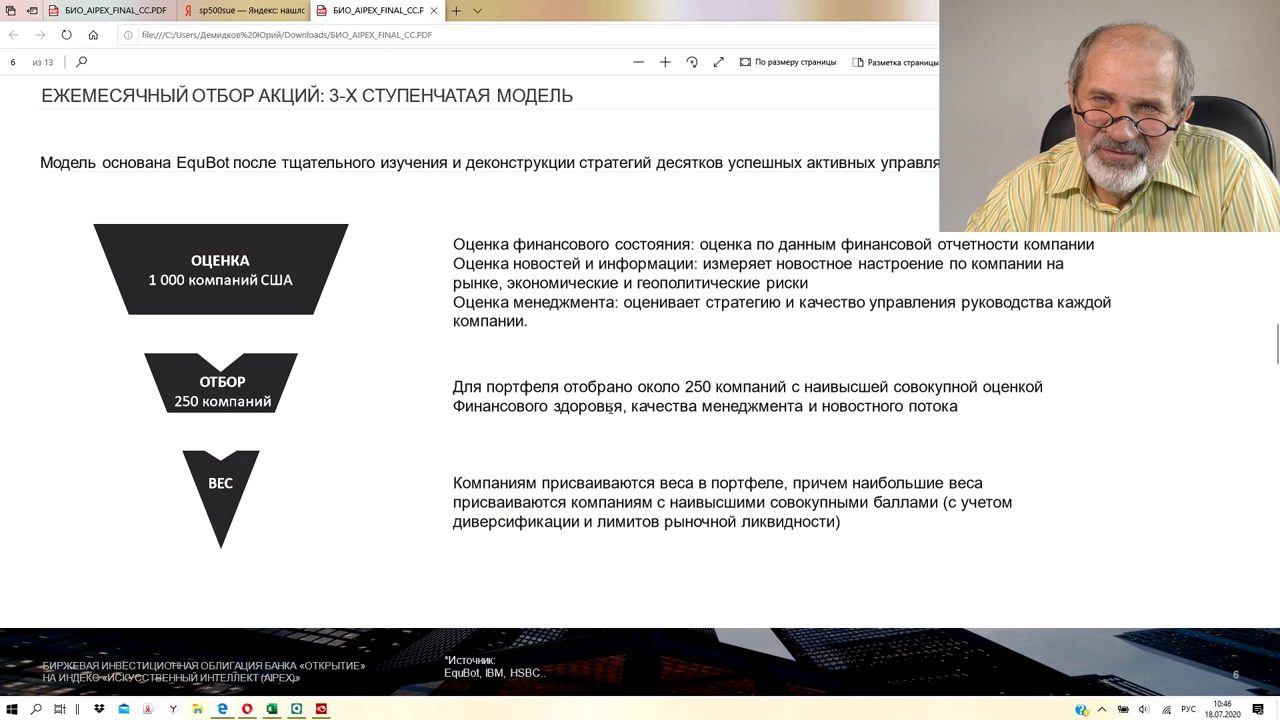 БИО_AIPEX_FINAL_CC.PDF
sp500sue — Яндекс: нашло
БИО_AIPEX_FINAL_CC.P
file:///C:/Users/Демидков%20Юрий/Downloads/БИО_AIPEX_FINAL_CC.PDF
6 из 13
По размеру страницы
Разметка страницы
ЕЖЕМЕСЯЧНЫЙ ОТБОР АКЦИЙ: 3-Х СТУПЕНЧАТАЯ МОДЕЛЬ
Модель основана EquBot после тщательного изучения и деконструкции стратегий десятков успешных активных управля
ОЦЕНКА
1 000 компаний США
Оценка финансового состояния: оценка по данным финансовой отчетности компании
Оценка новостей и информации: измеряет новостное настроение по компании на
рынке, экономические и геополитические риски
Оценка менеджмента: оценивает стратегию и качество управления руководства каждой
компании.
ОТБОР
250 компаний
Для портфеля отобрано около 250 компаний с наивысшей совокупной оценкой
Финансового здоровья, качества менеджмента и новостного потока
ВЕС
Компаниям присваиваются веса в портфеле, причем наибольшие веса
присваиваются компаниям с наивысшими совокупными баллами (с учетом
диверсификации и лимитов рыночной ликвидности)
БИРЖЕВАЯ ИНВЕСТИЦИОННАЯ ОБЛИГАЦИЯ БАНКА «ОТКРЫТИЕ»
НА ИНДЕКС «ИСКУССТВЕННЫЙ ИНТЕЛЛЕКТ (AIPEX)»
*Источник:
EquBot, IBM, HSBC..
6
РУС
10:46
18.07.2020